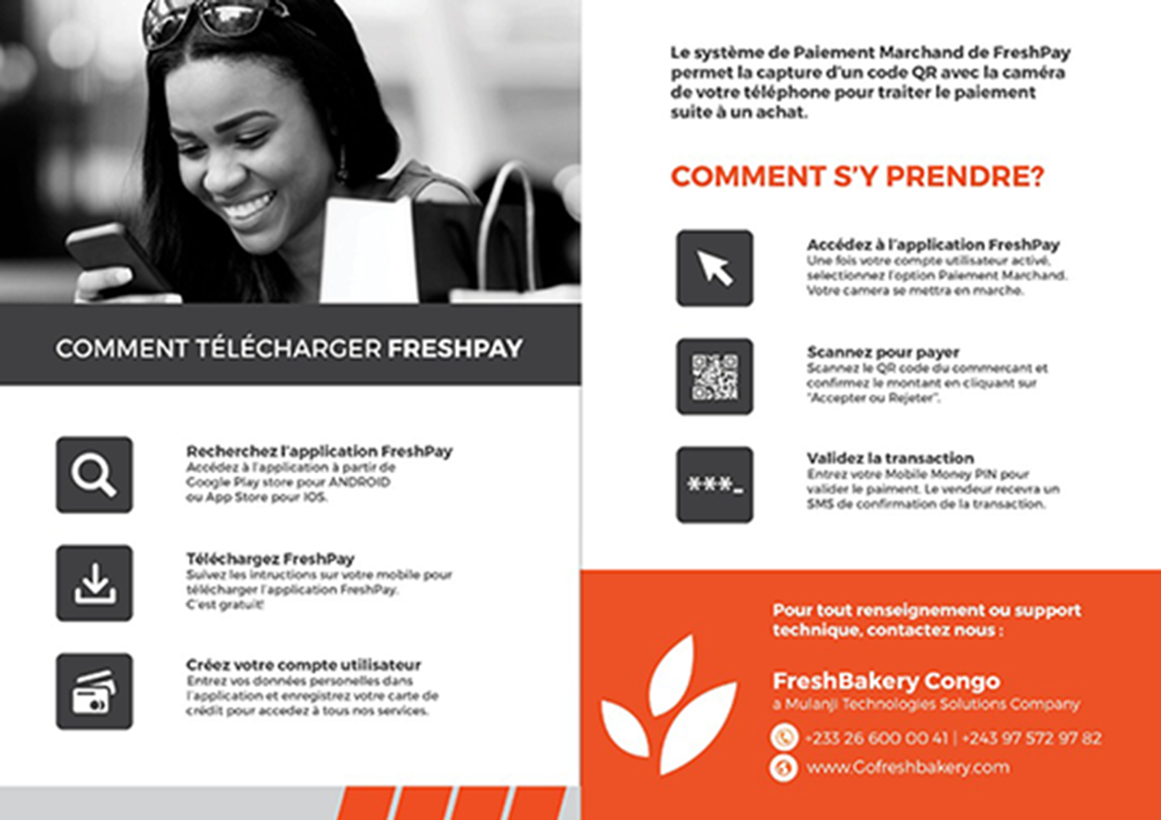 COMMENT TÉLÉCHARGER FRESHPAY
Recherchez l'application FreshPay
Accédez à l'application à partir de
Google Play store pour ANDROID
ou App Store pour IOS.
Téléchargez FreshPay
Suivez les intructions sur votre mobile pour
télécharger l'application FreshPay.
C'est gratuit!
Créez votre compte utilisateur
Entrez vos données personelles dans
l'application et enregistrez votre carte de
crédit pour accedez à tous nos services.
Le système de Paiement Marchand de FreshPay
permet la capture d'un code QR avec la caméra
de votre téléphone pour traiter le paiement
suite à un achat.
COMMENT S'Y PRENDRE?
Accédez à l'application FreshPay
Une fois votre compte utilisateur activé,
selectionnez l'option Paiement Marchand.
Votre camera se mettra en marche.
Scannez pour payer
Scannez le QR code du commercant et
confirmez le montant en cliquant sur
"Accepter ou Rejeter".
***_
Validez la transaction
Entrez votre Mobile Money PIN pour
valider le paiment. Le vendeur recevra un
SMS de confirmation de la transaction.
Pour tout renseignement ou support
technique, contactez nous :
FreshBakery Congo
a Mulanji Technologies Solutions Company
+233 26 600 00 41 | +243 97 572 97 82
www.Gofreshbakery.com